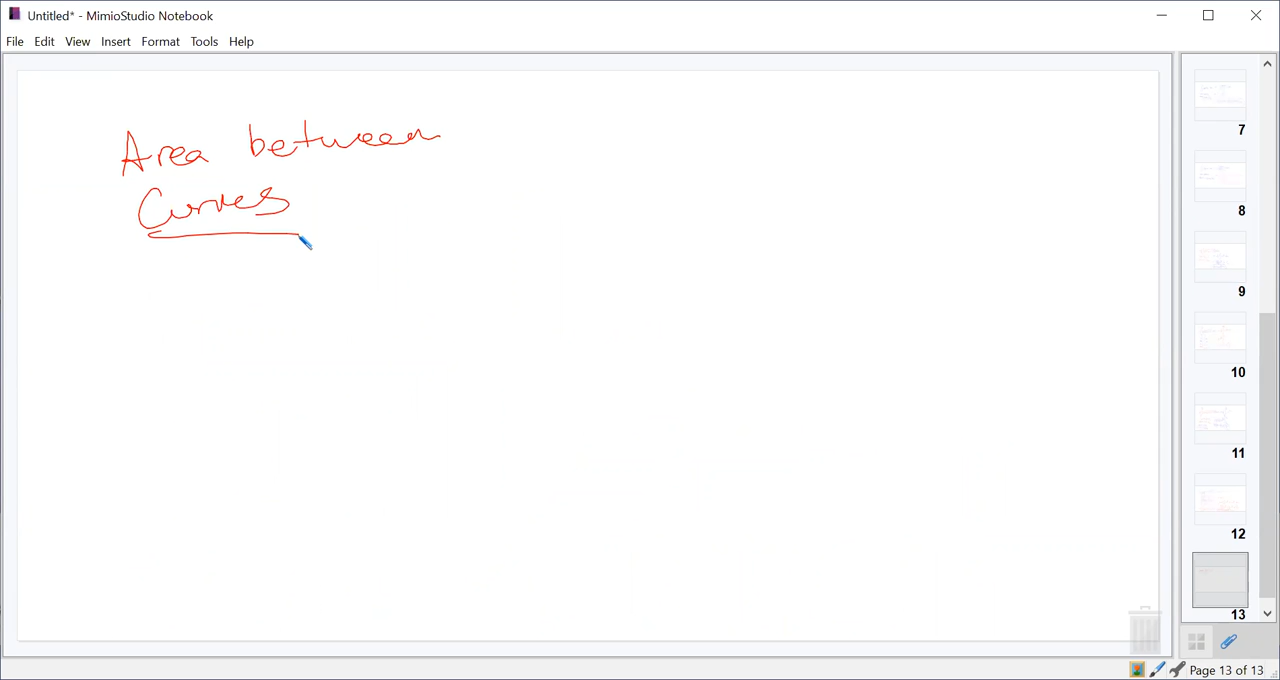 Untitled* - MimioStudio Notebook
File Edit View Insert Format Tools Help
Area between
Curves
7
8
9
10
11
12
13
Page 13 of 13